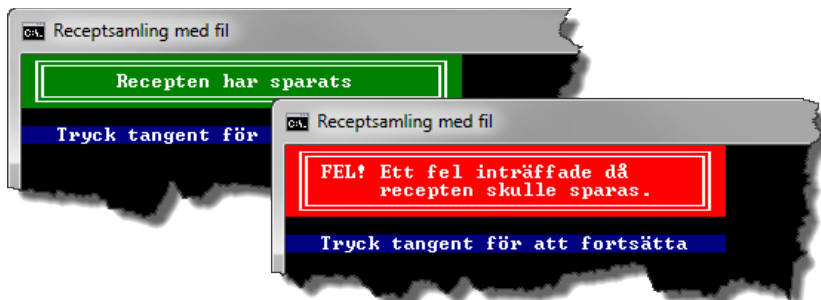 Receptsamling med fil
Recepten har sparats
Tryck tangent för
Receptsamling med fil
FEL! Ett fel inträffade då
recepten skulle sparas.
Tryck tangent för att fortsätta